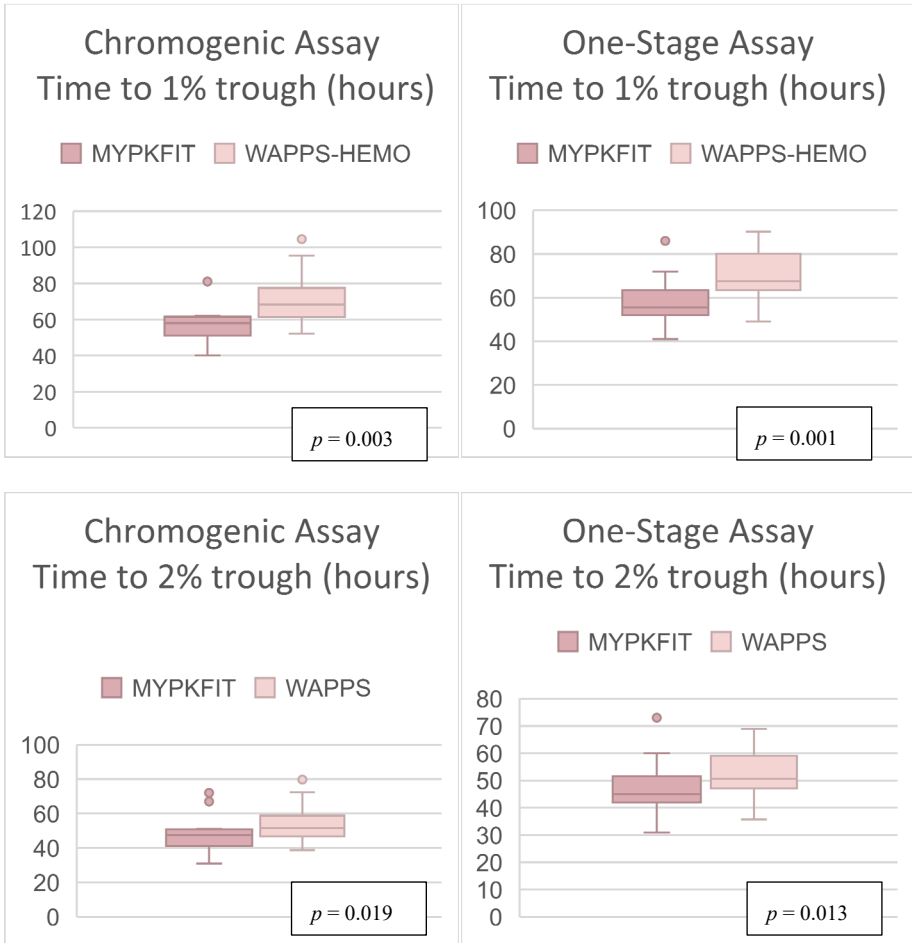 Chromogenic Assay
Time to 1% trough (hours)
MYPKFIT WAPPS-HEMO
120
100
80
60
40
20
0
p = 0.003
One-Stage Assay
Time to 1% trough (hours)
MYPKFIT WAPPS-HEMO
100
80
60
40
20
0
p = 0.001
Chromogenic Assay
Time to 2% trough (hours)
MYPKFIT WAPPS
100
80
60
40
20
0
p = 0.019
One-Stage Assay
Time to 2% trough (hours)
MYPKFIT WAPPS
80
70
60
50
40
30
20
10
0
p = 0.013